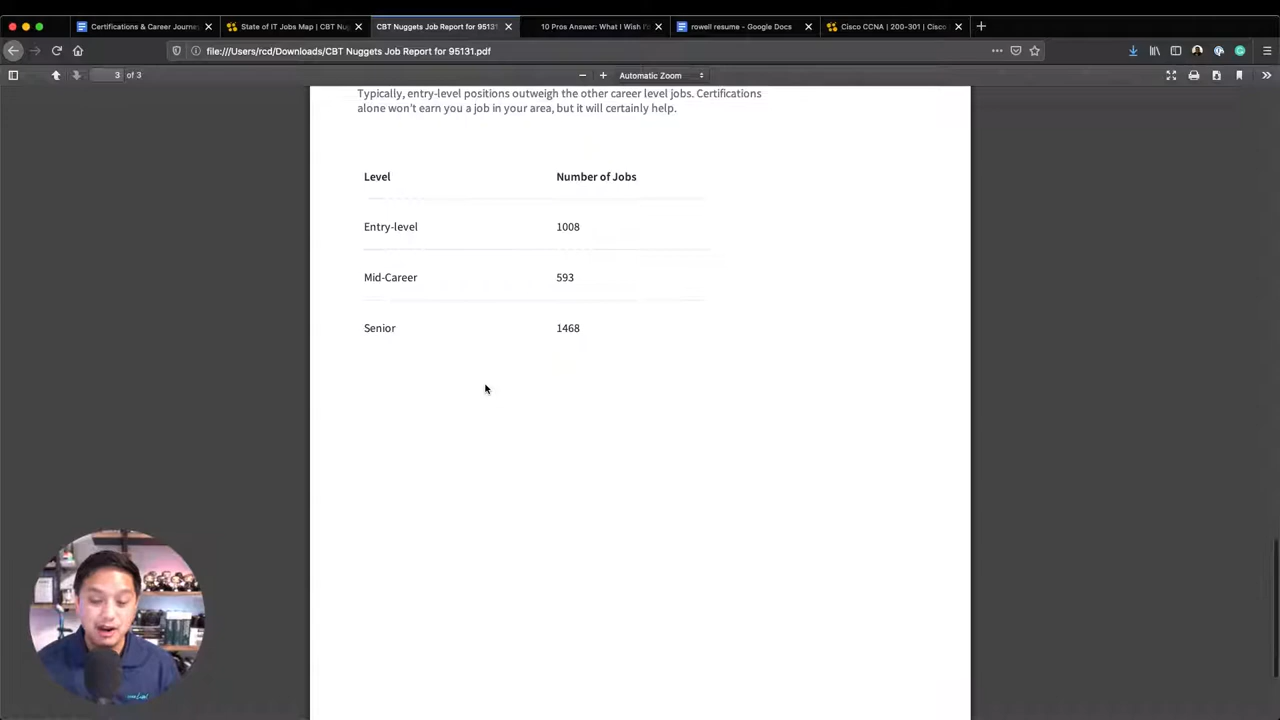 Certifications & Career Journe
State of IT Jobs Map | CBT Nu
CBT Nuggets Job Report for 95131
10 Pros Answer: What I Wish I
rowell resume - Google Docs
Cisco CCNA | 200-301 | Cisco
file:///Users/rcd/Downloads/CBT Nuggets Job Report for 95131.pdf
3 of 3
Automatic Zoom
Typically, entry-level positions outweigh the other career level jobs. Certifications
alone won't earn you a job in your area, but it will certainly help.
Level Number of Jobs
Entry-level 1008
Mid-Career 593
Senior 1468